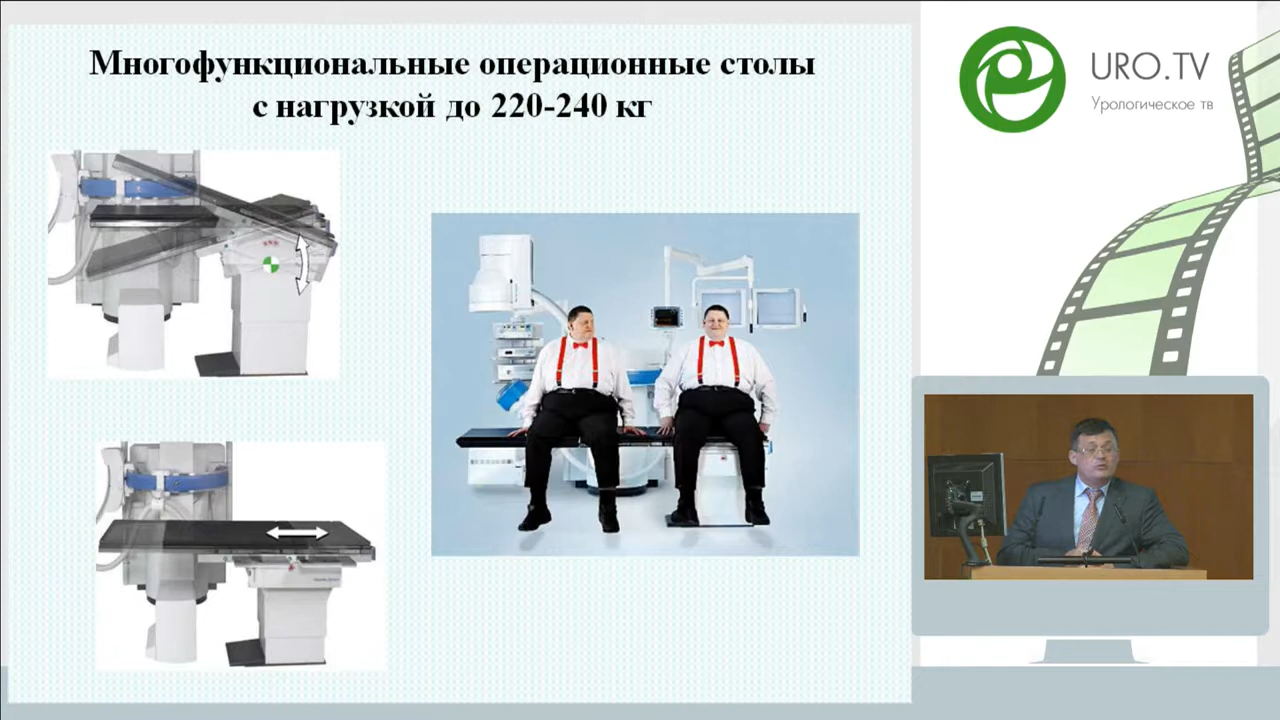 Многофункциональные операционные столы
с нагрузкой до 220-240 кг
URO.TV
Урологическое тв